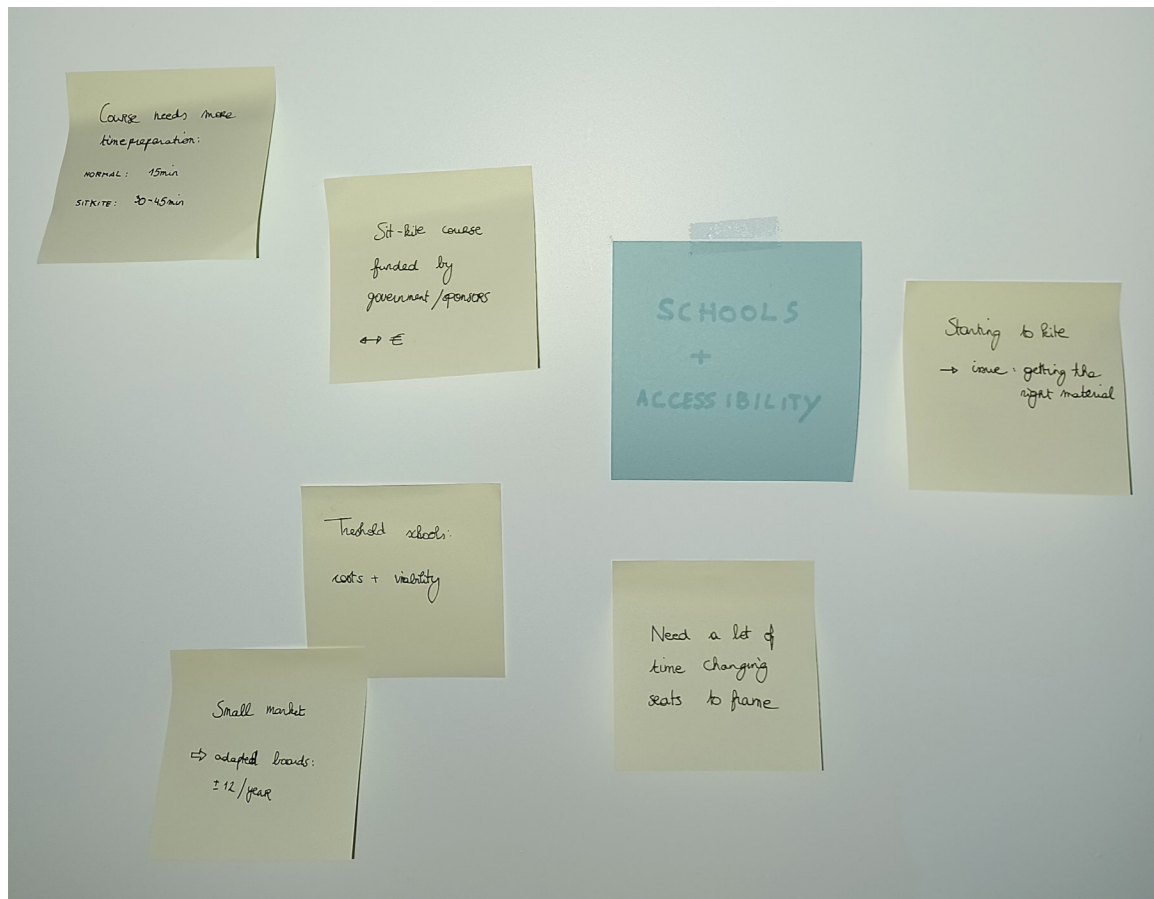 Course needs more
time preparation:
NORMAL: 15min
SITKITE: 30-45min
Sit-kite course
funded by
government/sponsors
↔ €
SCHOOLS
+
ACCESSIBILITY
Starting to kite
→ issue: getting the
right material
Treshold schools:
costs + viability
Small market
⇒ adapted boards:
± 12/year
Need a lot of
time changing
seats to frame